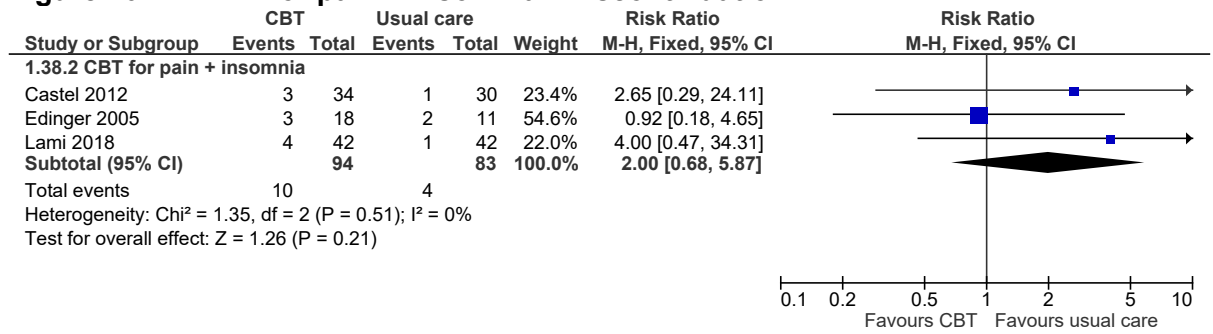 CBT Usual care Risk Ratio Risk Ratio
Study or Subgroup Events Total Events Total Weight M-H, Fixed, 95% CI M-H, Fixed, 95% CI
1.38.2 CBT for pain + insomnia
Castel 2012 3 34 1 30 23.4% 2.65 [0.29, 24.11]
Edinger 2005 3 18 2 11 54.6% 0.92 [0.18, 4.65]
Lami 2018 4 42 1 42 22.0% 4.00 [0.47, 34.31]
Subtotal (95% CI) 94 83 100.0% 2.00 [0.68, 5.87]
Total events 10 4
Heterogeneity: Chi² = 1.35, df = 2 (P = 0.51); I² = 0%
Test for overall effect: Z = 1.26 (P = 0.21)
0.1 0.2 0.5 1 2 5 10
Favours CBT Favours usual care